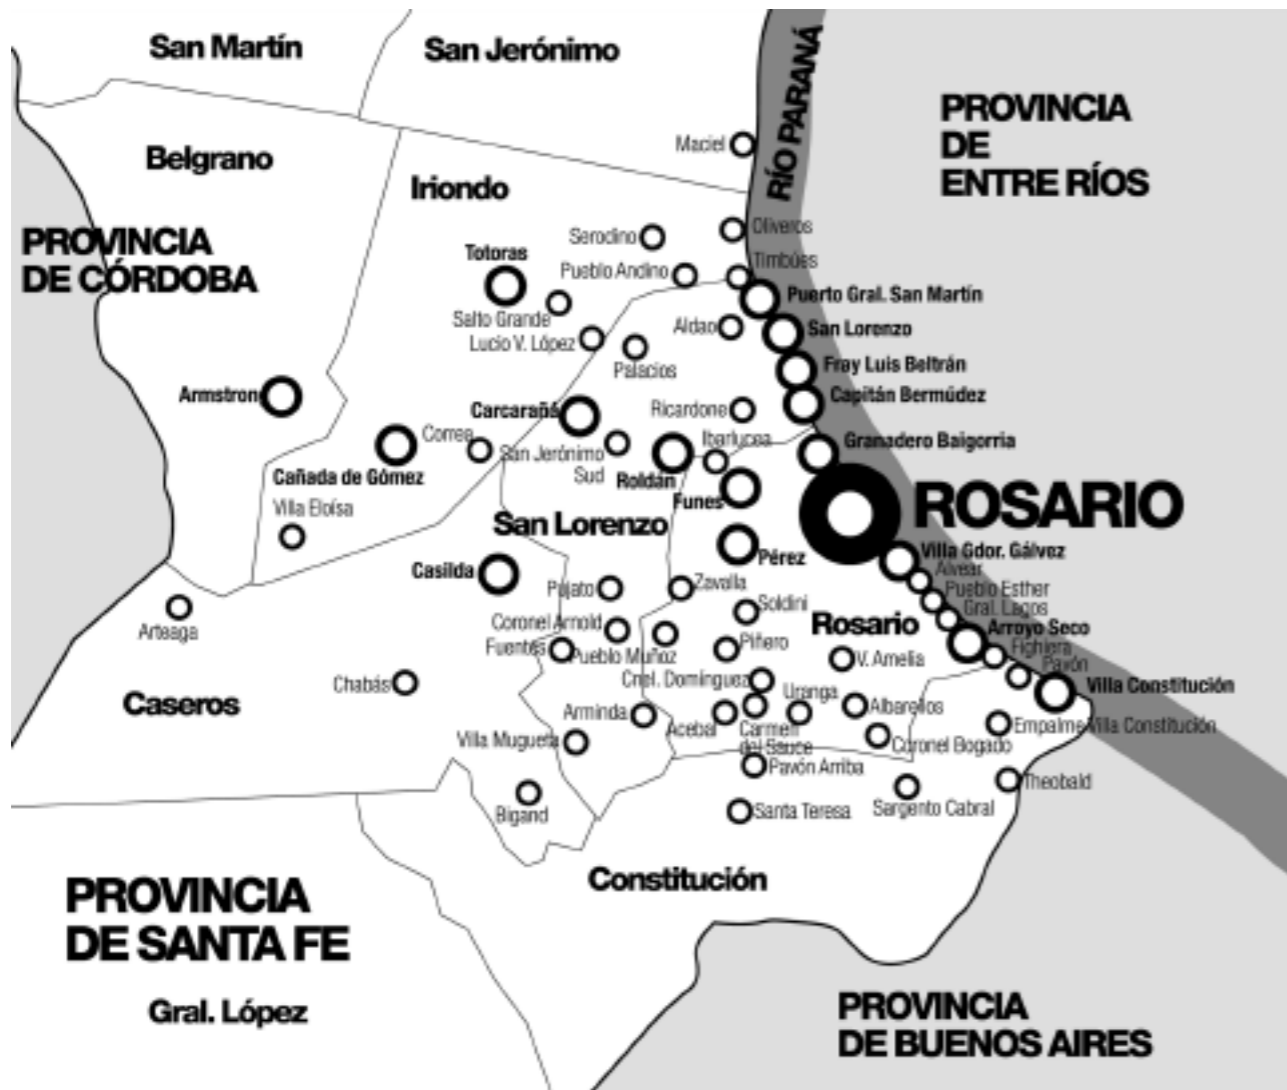 San Martín
San Jerónimo
RÍO PARANÁ
PROVINCIA
DE
ENTRE RÍOS
Maciel
Belgrano
Iriondo
PROVINCIA
DE CÓRDOBA
Serodino
Oliveros
Totoras
Pueblo Andino
Timbúes
Puerto Gral. San Martín
Salto Grande
Aldao
San Lorenzo
Lucio V. López
Palacios
Fray Luis Beltrán
Armstron
Capitán Bermúdez
Carcarañá
Ricardone
Correa
Ibarlucea
Granadero Baigorria
San Jerónimo
Sud
Cañada de Gómez
Roldán
Funes
Villa Eloísa
San Lorenzo
ROSARIO
Pérez
Villa Gdor. Gálvez
Casilda
Alvear
Pujato
Zavalla
Pueblo Esther
Soldini
Gral. Lagos
Arteaga
Coronel Arnold
Rosario
Arroyo Seco
Fuentes
Pueblo Muñoz
Piñero
V. Amelia
Fighiera
Pavón
Chabás
Cnel. Domínguez
Villa Constitución
Caseros
Uranga
Albarellos
Arminda
Acebal
Carmen
del Sauce
Empalme Villa Constitución
Villa Mugueta
Coronel Bogado
Pavón Arriba
Theobald
Bigand
Santa Teresa
Sargento Cabral
Constitución
PROVINCIA
DE SANTA FE
Gral. López
PROVINCIA
DE BUENOS AIRES